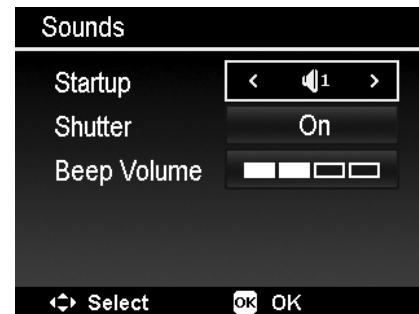 Sounds
Startup < 1 >
Shutter On
Beep Volume
Select OK OK